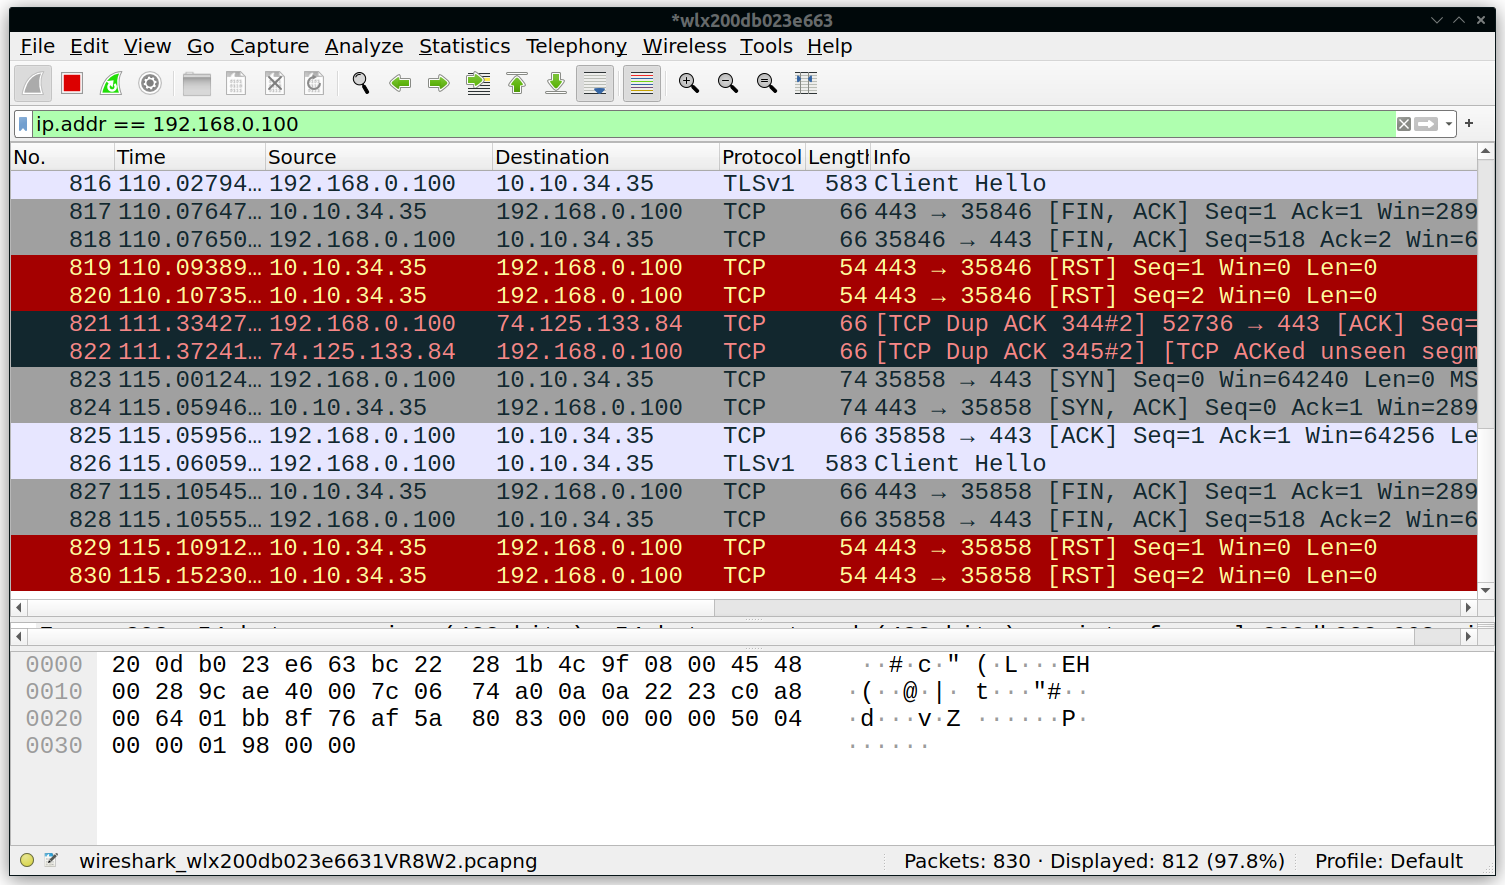 *wlx200db023e663
File Edit View Go Capture Analyze Statistics Telephony Wireless Tools Help
ip.addr == 192.168.0.100
No. Time Source Destination Protocol Length Info
816 110.02794… 192.168.0.100 10.10.34.35 TLSv1 583 Client Hello
817 110.07647… 10.10.34.35 192.168.0.100 TCP 66 443 → 35846 [FIN, ACK] Seq=1 Ack=1 Win=289
818 110.07650… 192.168.0.100 10.10.34.35 TCP 66 35846 → 443 [FIN, ACK] Seq=518 Ack=2 Win=6
819 110.09389… 10.10.34.35 192.168.0.100 TCP 54 443 → 35846 [RST] Seq=1 Win=0 Len=0
820 110.10735… 10.10.34.35 192.168.0.100 TCP 54 443 → 35846 [RST] Seq=2 Win=0 Len=0
821 111.33427… 192.168.0.100 74.125.133.84 TCP 66 [TCP Dup ACK 344#2] 52736 → 443 [ACK] Seq=
822 111.37241… 74.125.133.84 192.168.0.100 TCP 66 [TCP Dup ACK 345#2] [TCP ACKed unseen segm
823 115.00124… 192.168.0.100 10.10.34.35 TCP 74 35858 → 443 [SYN] Seq=0 Win=64240 Len=0 MS
824 115.05946… 10.10.34.35 192.168.0.100 TCP 74 443 → 35858 [SYN, ACK] Seq=0 Ack=1 Win=289
825 115.05956… 192.168.0.100 10.10.34.35 TCP 66 35858 → 443 [ACK] Seq=1 Ack=1 Win=64256 Le
826 115.06059… 192.168.0.100 10.10.34.35 TLSv1 583 Client Hello
827 115.10545… 10.10.34.35 192.168.0.100 TCP 66 443 → 35858 [FIN, ACK] Seq=1 Ack=1 Win=289
828 115.10555… 192.168.0.100 10.10.34.35 TCP 66 35858 → 443 [FIN, ACK] Seq=518 Ack=2 Win=6
829 115.10912… 10.10.34.35 192.168.0.100 TCP 54 443 → 35858 [RST] Seq=1 Win=0 Len=0
830 115.15230… 10.10.34.35 192.168.0.100 TCP 54 443 → 35858 [RST] Seq=2 Win=0 Len=0
0000 20 0d b0 23 e6 63 bc 22 28 1b 4c 9f 08 00 45 48 ··#·c·" (·L···EH
0010 00 28 9c ae 40 00 7c 06 74 a0 0a 0a 22 23 c0 a8 ·(··@·|· t···"#··
0020 00 64 01 bb 8f 76 af 5a 80 83 00 00 00 00 50 04 ·d···v·Z ······P·
0030 00 00 01 98 00 00 ······
wireshark_wlx200db023e6631VR8W2.pcapng Packets: 830 · Displayed: 812 (97.8%) Profile: Default